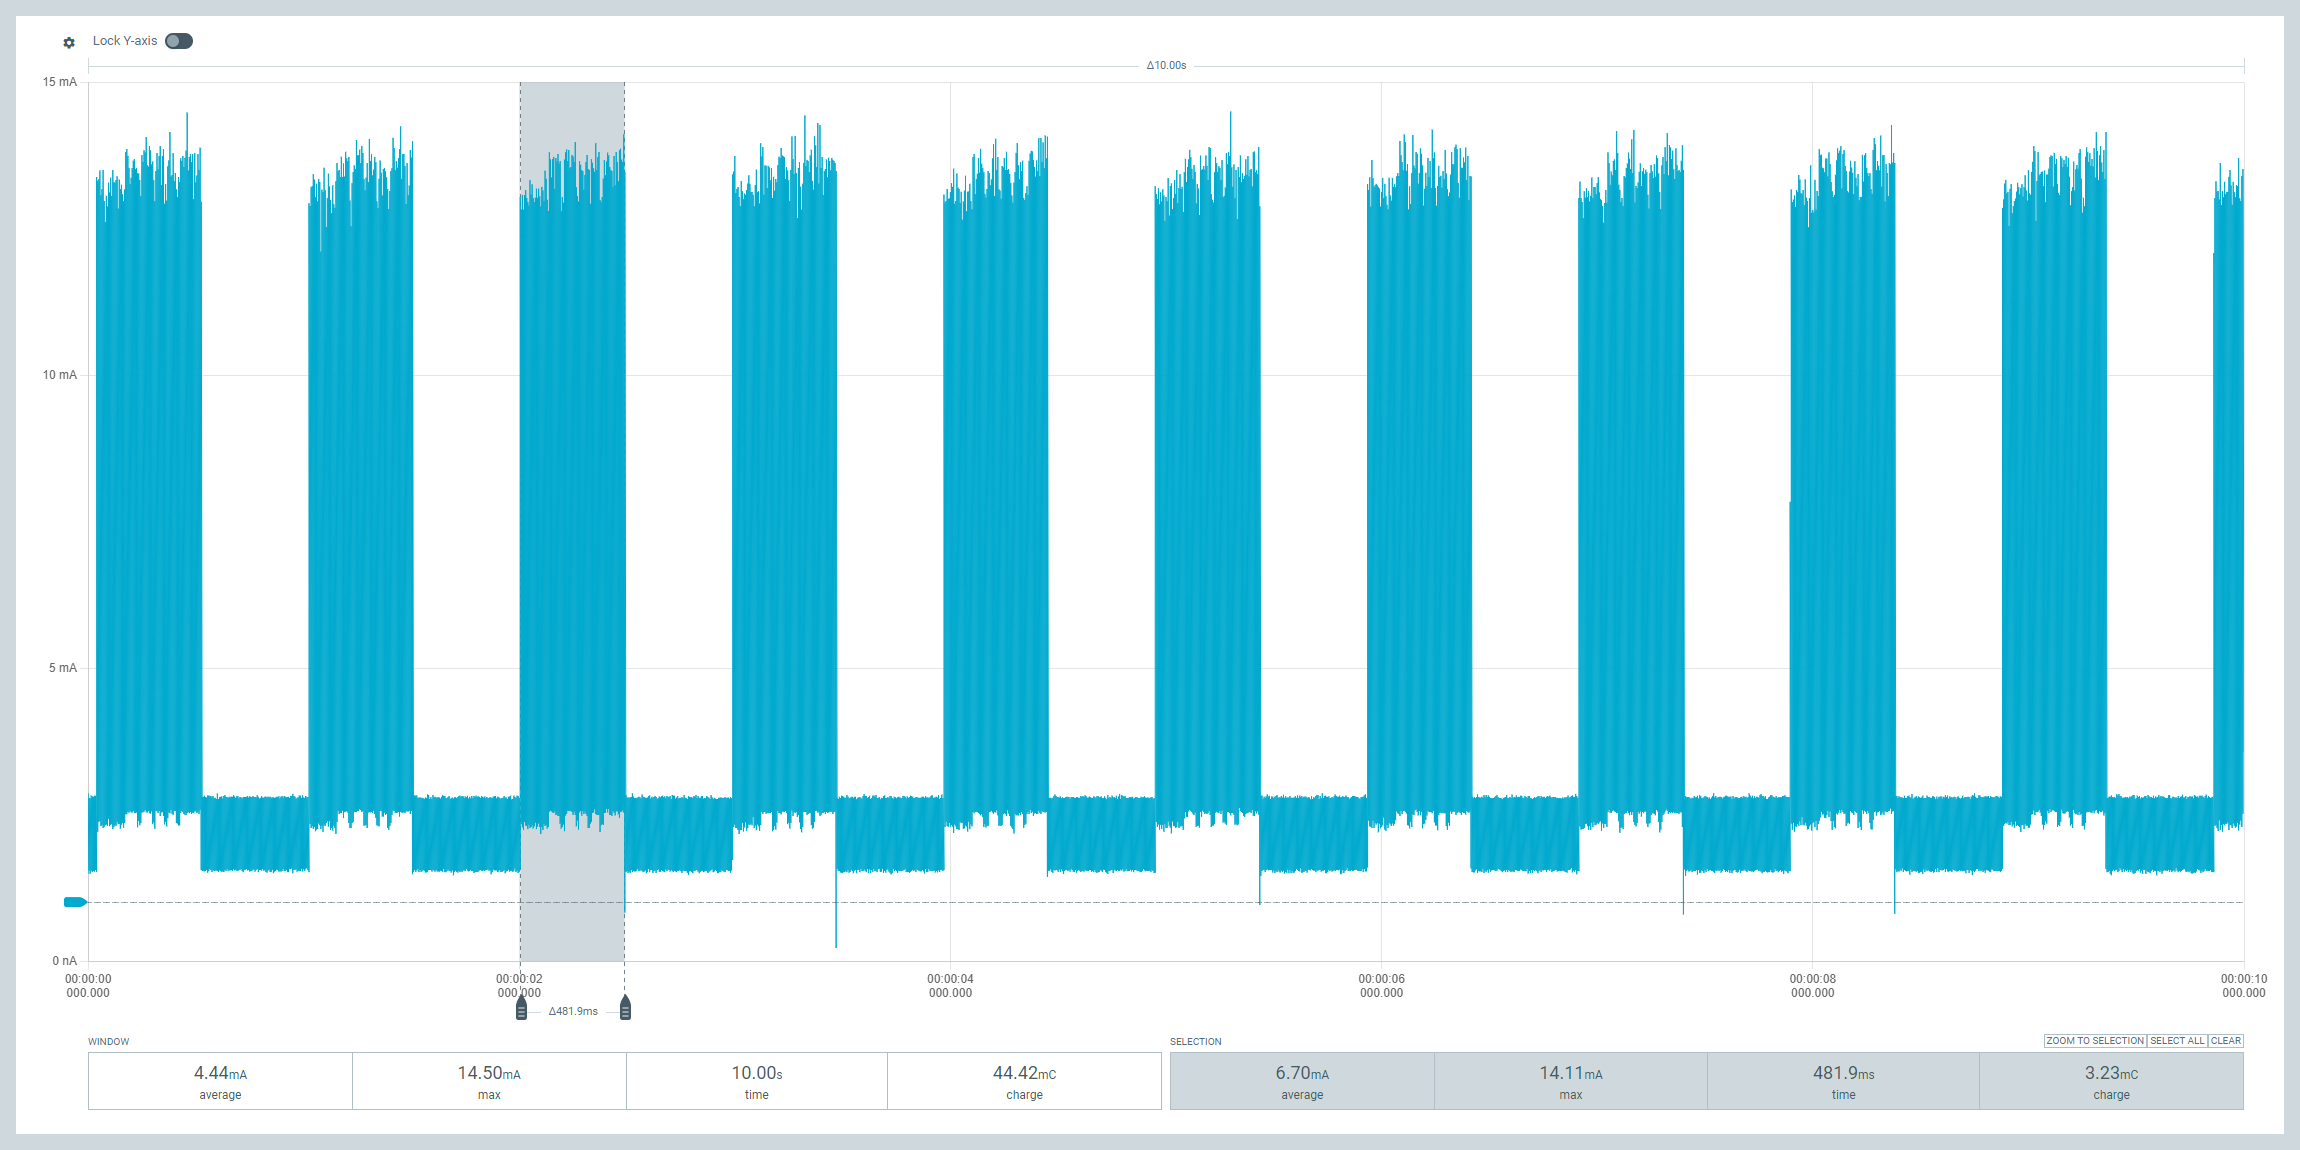 Lock Y-axis
Δ10.00s
15 mA
10 mA
5 mA
0 nA
00:00:00 00:00:02 00:00:04 00:00:06 00:00:08 00:00:10
000.000 000.000 000.000 000.000 000.000 000.000
Δ481.9ms
WINDOW
4.44mA 14.50mA 10.00s 44.42mC
average max time charge
SELECTION
ZOOM TO SELECTION SELECT ALL CLEAR
6.70mA 14.11mA 481.9ms 3.23mC
average max time charge